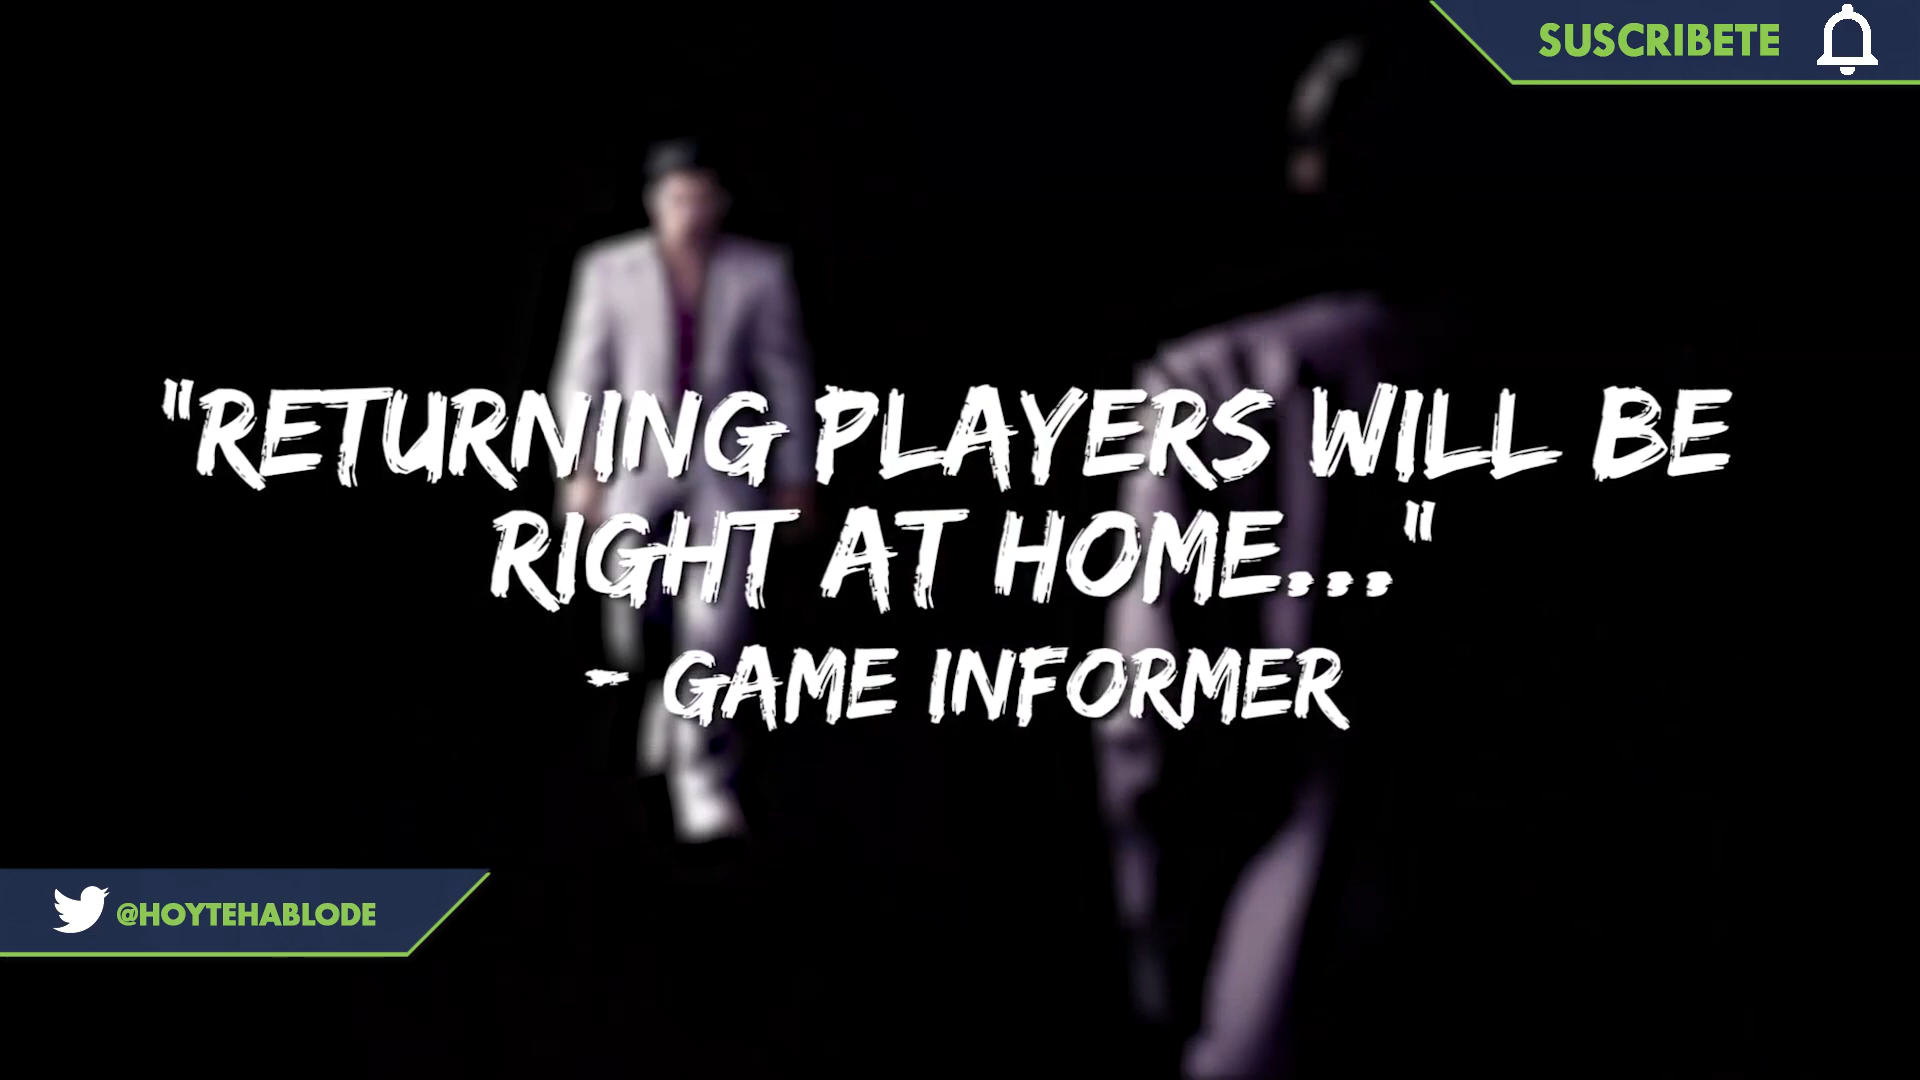 SUSCRIBETE
"RETURNING PLAYERS WILL BE
RIGHT AT HOME..."
- GAME INFORMER
@HOYTEHABLODE